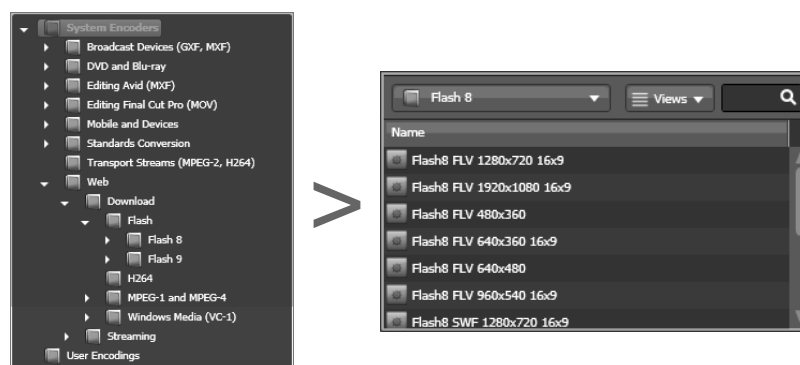 System Encoders
Broadcast Devices (GXF, MXF)
DVD and Blu-ray
Editing Avid (MXF)
Editing Final Cut Pro (MOV)
Mobile and Devices
Standards Conversion
Transport Streams (MPEG-2, H264)
Web
Download
Flash
Flash 8
Flash 9
H264
MPEG-1 and MPEG-4
Windows Media (VC-1)
Streaming
User Encodings
>
Flash 8 Views
Name
Flash8 FLV 1280x720 16x9
Flash8 FLV 1920x1080 16x9
Flash8 FLV 480x360
Flash8 FLV 640x360 16x9
Flash8 FLV 640x480
Flash8 FLV 960x540 16x9
Flash8 SWF 1280x720 16x9